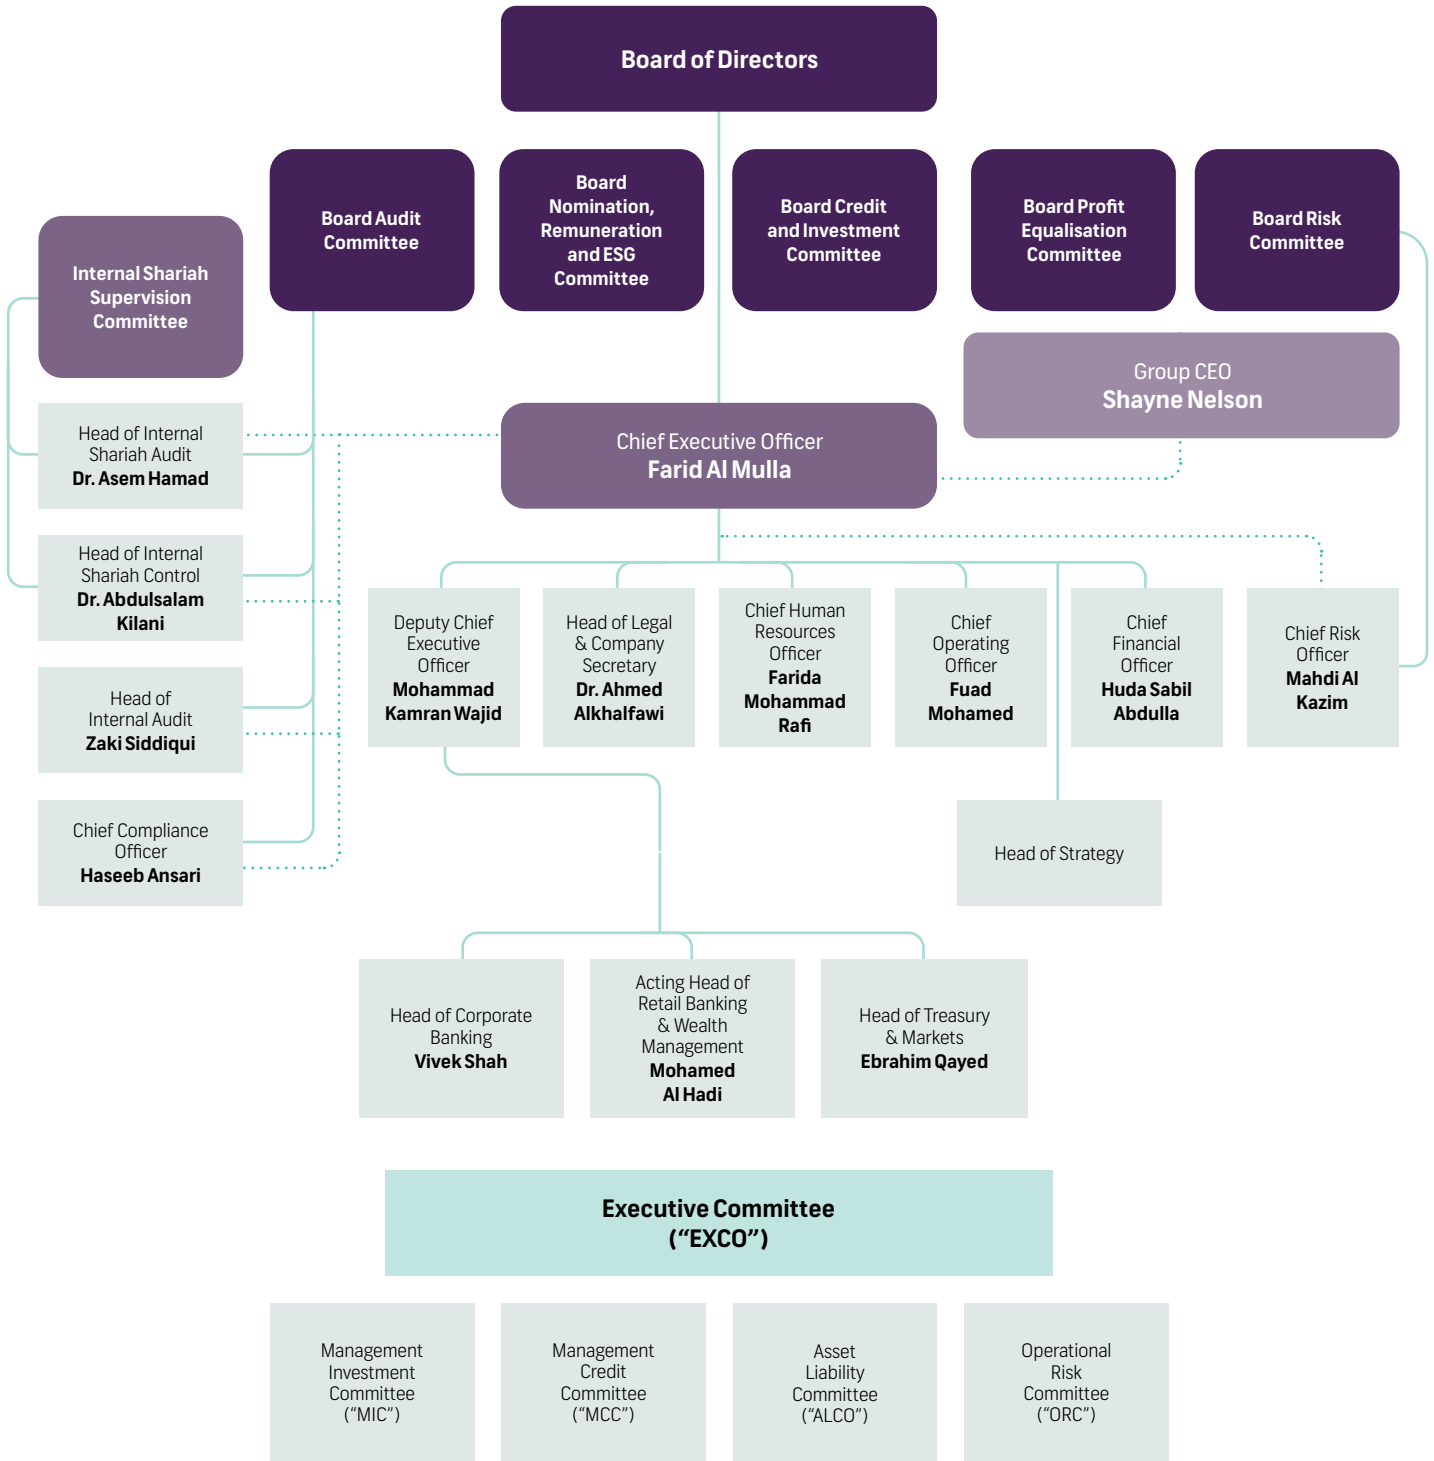 Board of Directors
Board Audit
Committee
Board
Nomination,
Remuneration
and ESG
Committee
Board Credit
and Investment
Committee
Board Profit
Equalisation
Committee
Board Risk
Committee
Internal Shariah
Supervision
Committee
Group CEO
Shayne Nelson
Chief Executive Officer
Farid Al Mulla
Head of Internal
Shariah Audit
Dr. Asem Hamad
Head of Internal
Shariah Control
Dr. Abdulsalam
Kilani
Head of
Internal Audit
Zaki Siddiqui
Chief Compliance
Officer
Haseeb Ansari
Deputy Chief
Executive
Officer
Mohammad
Kamran Wajid
Head of Legal
& Company
Secretary
Dr. Ahmed
Alkhalfawi
Chief Human
Resources
Officer
Farida
Mohammad
Rafi
Chief
Operating
Officer
Fuad
Mohamed
Chief
Financial
Officer
Huda Sabil
Abdulla
Chief Risk
Officer
Mahdi Al
Kazim
Head of Strategy
Head of Corporate
Banking
Vivek Shah
Acting Head of
Retail Banking
& Wealth
Management
Mohamed
Al Hadi
Head of Treasury
& Markets
Ebrahim Qayed
Executive Committee
(“EXCO”)
Management
Investment
Committee
(“MIC”)
Management
Credit
Committee
(“MCC”)
Asset
Liability
Committee
(“ALCO”)
Operational
Risk
Committee
(“ORC”)